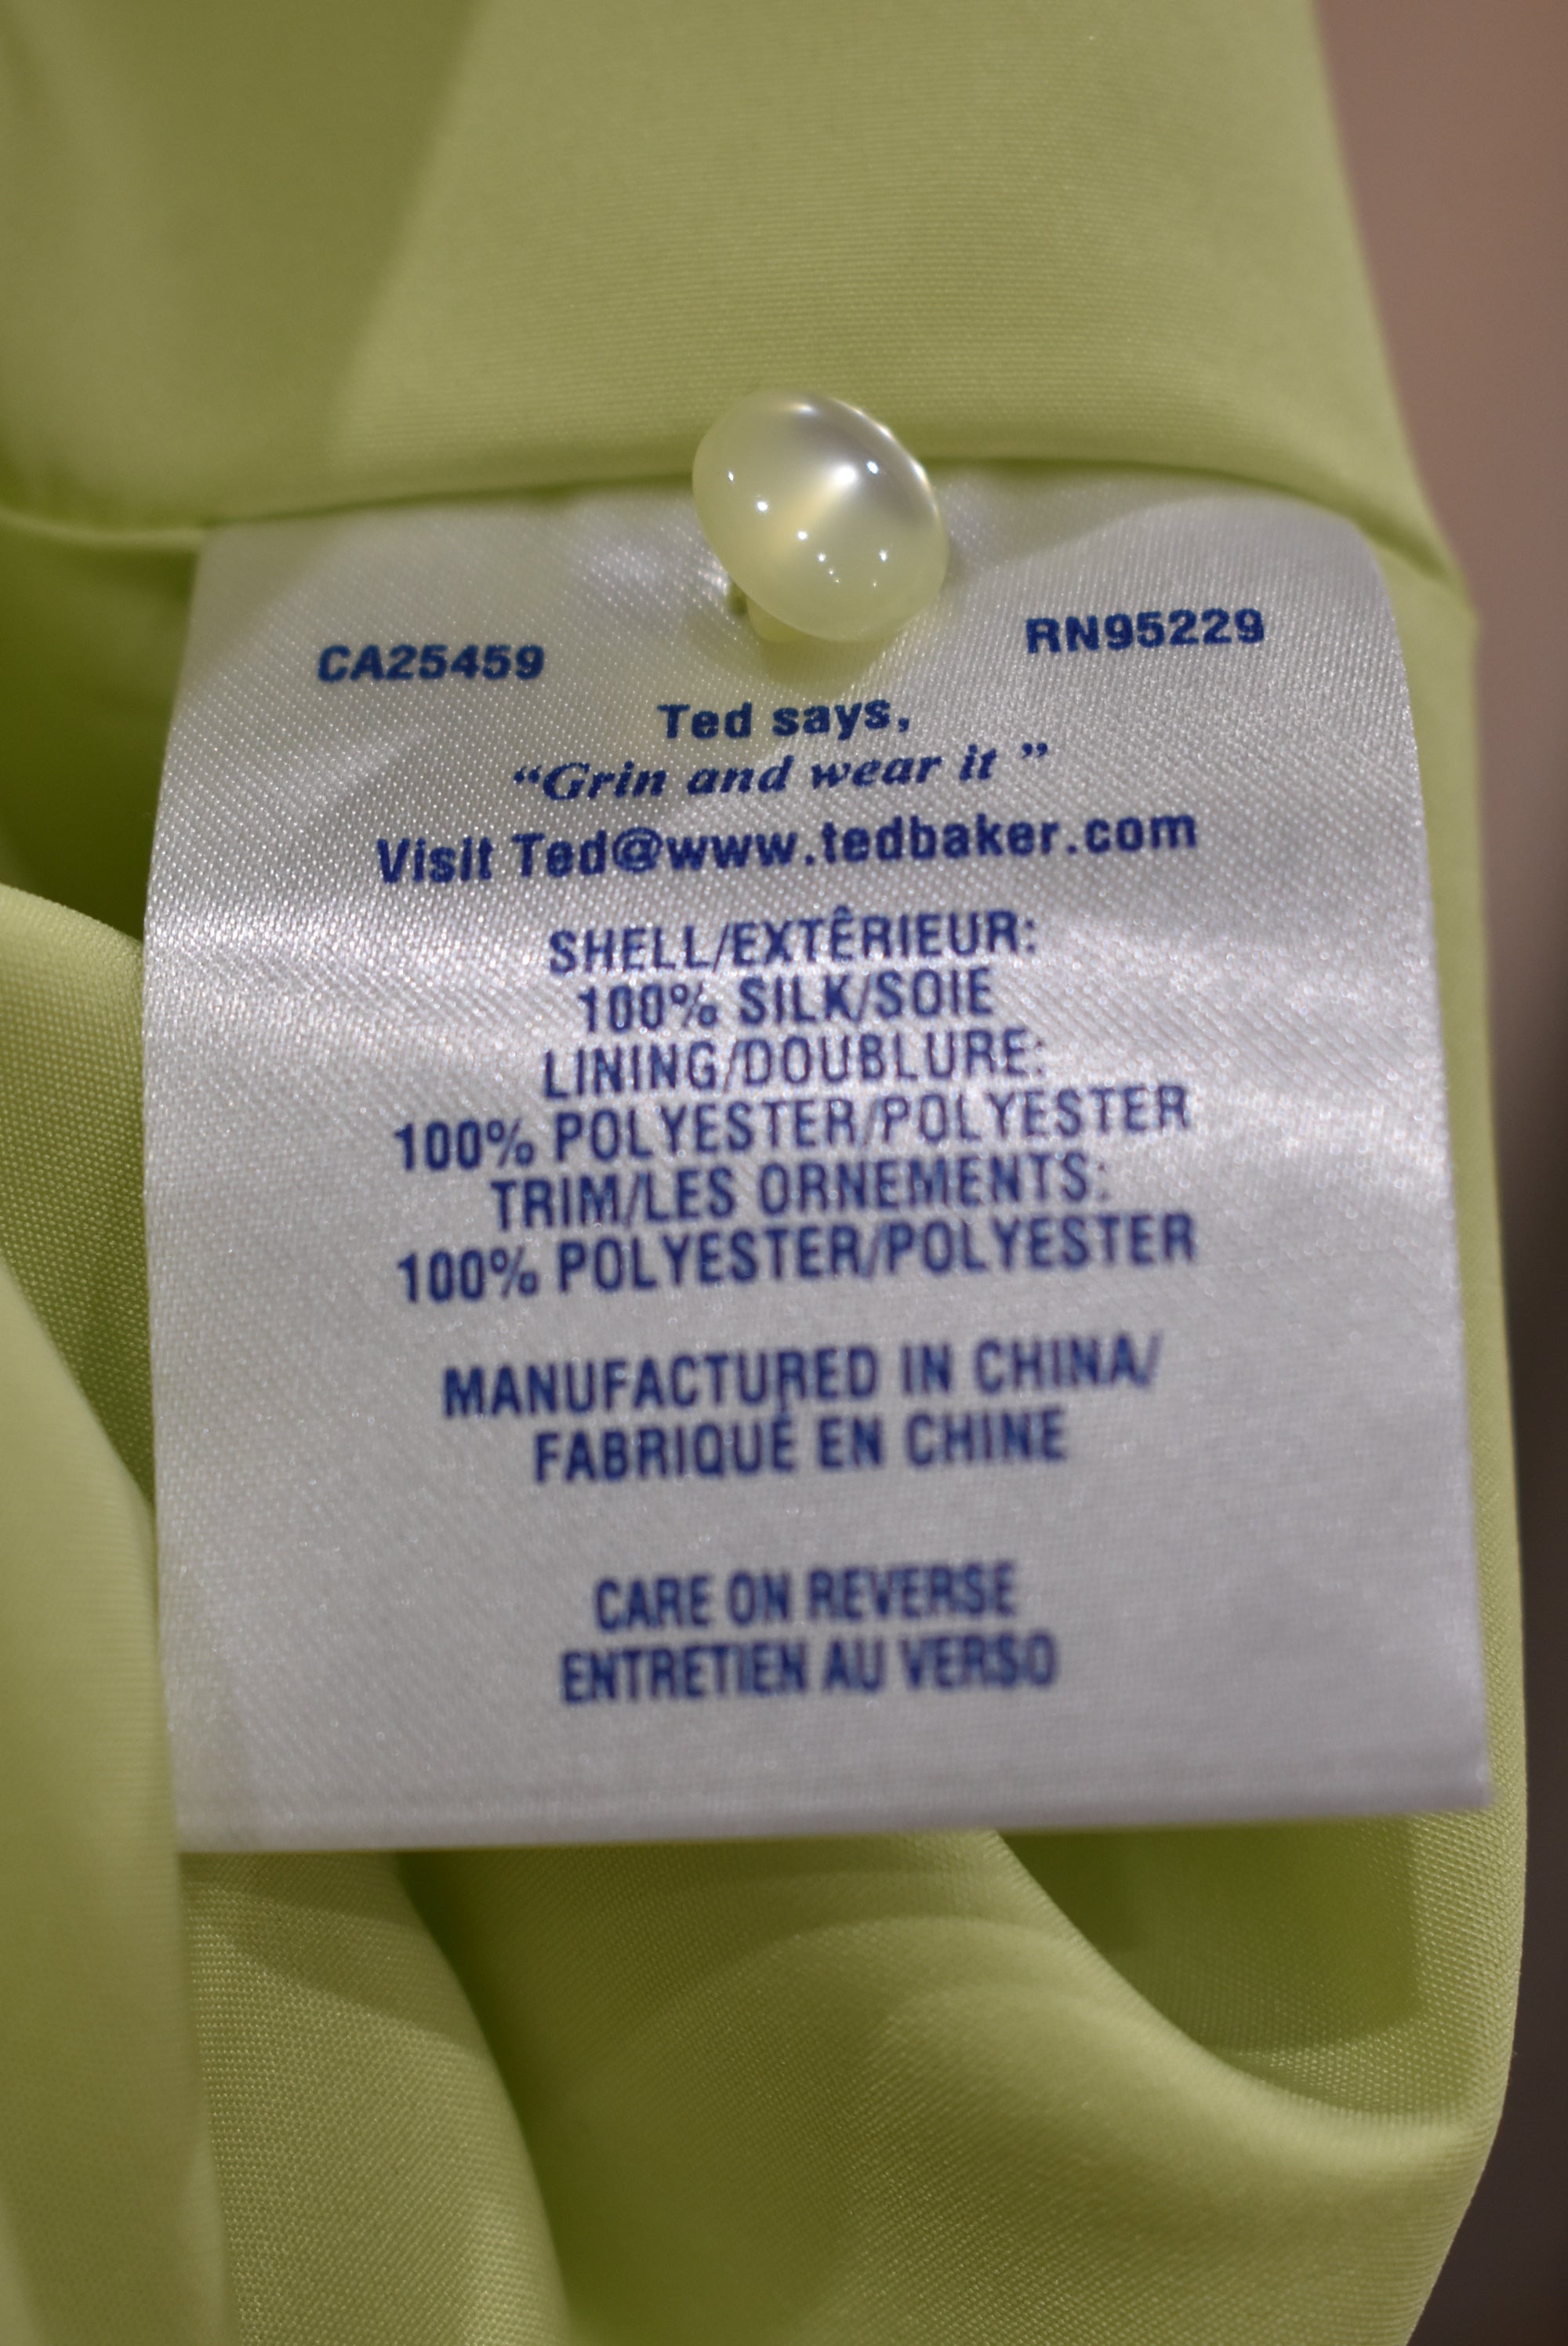 CA25459 RN95229
Ted says,
“Grin and wear it ”
Visit Ted@www.tedbaker.com
SHELL/EXTÊRIEUR:
100% SILK/SOIE
LINING/DOUBLURE:
100% POLYESTER/POLYESTER
TRIM/LES ORNEMENTS:
100% POLYESTER/POLYESTER
MANUFACTURED IN CHINA/
FABRIQUÉ EN CHINE
CARE ON REVERSE
ENTRETIEN AU VERSO